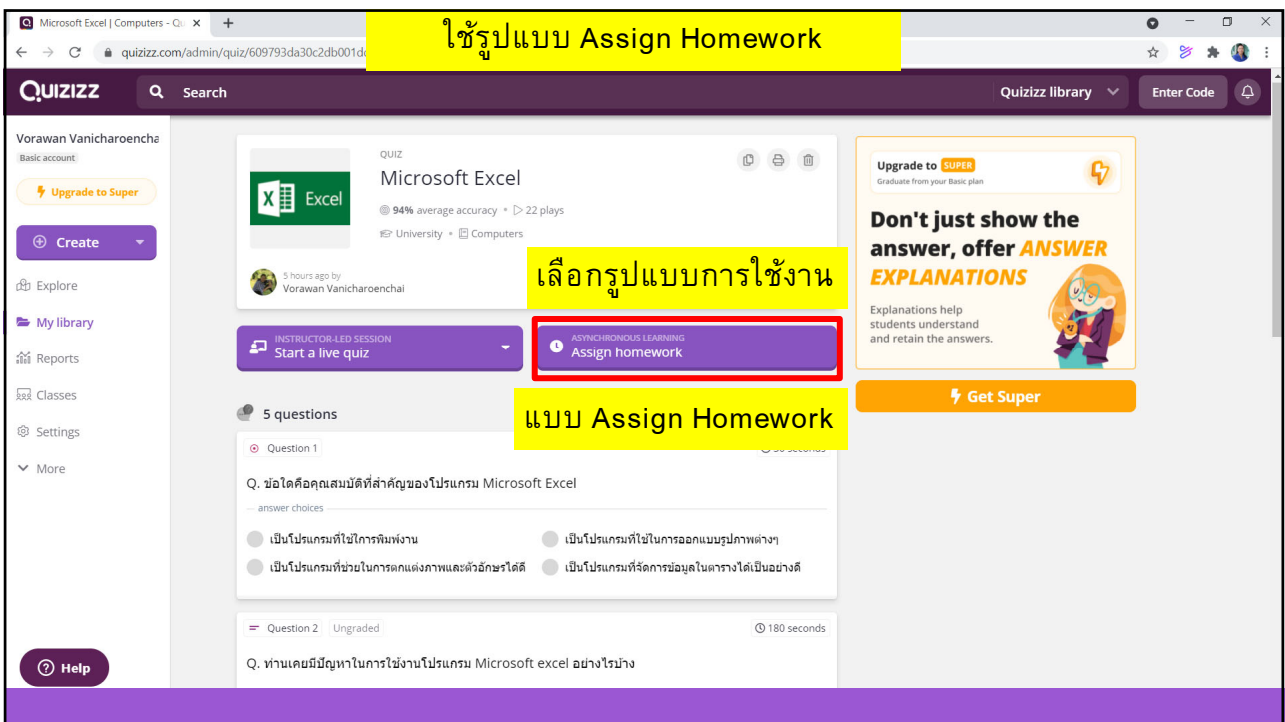 Microsoft Excel | Computers - Qu
ใช้รูปแบบ Assign Homework
quizizz.com/admin/quiz/609793da30c2db001d
QUIZIZZ
Search
Quizizz library
Enter Code
Vorawan Vanicharoencha
Basic account
Upgrade to Super
Create
Explore
My library
Reports
Classes
Settings
More
Help
QUIZ
Microsoft Excel
94% average accuracy • 22 plays
University • Computers
5 hours ago by
Vorawan Vanicharoenchai
เลือกรูปแบบการใช้งาน
INSTRUCTOR-LED SESSION
Start a live quiz
ASYNCHRONOUS LEARNING
Assign homework
แบบ Assign Homework
5 questions
Question 1
seconds
Q. ข้อใดคือคุณสมบัติที่สำคัญของโปรแกรม Microsoft Excel
answer choices
เป็นโปรแกรมที่ใช้ใการพิมพ์งาน
เป็นโปรแกรมที่ใช้ในการออกแบบรูปภาพต่างๆ
เป็นโปรแกรมที่ช่วยในการตกแต่งภาพและตัวอักษรได้ดี
เป็นโปรแกรมที่จัดการข้อมูลในตารางได้เป็นอย่างดี
Question 2 Ungraded
180 seconds
Q. ท่านเคยมีปัญหาในการใช้งานโปรแกรม Microsoft excel อย่างไรบ้าง
Upgrade to SUPER
Graduate from your Basic plan
Don't just show the
answer, offer ANSWER
EXPLANATIONS
Explanations help
students understand
and retain the answers.
Get Super
X Excel